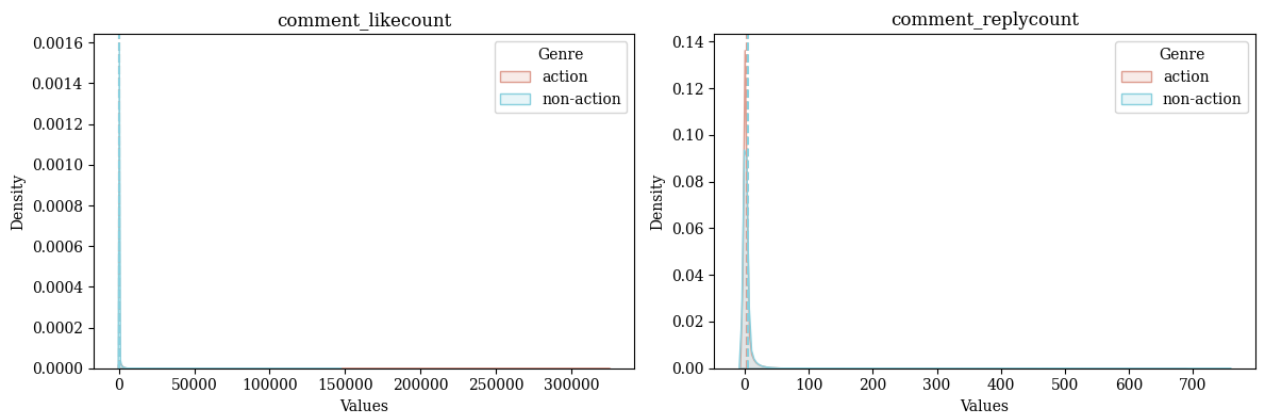 comment_likecount
0.0016
0.0014
0.0012
0.0010
0.0008
0.0006
0.0004
0.0002
0.0000
Density
Genre
action
non-action
0 50000 100000 150000 200000 250000 300000
Values
comment_replycount
0.14
0.12
0.10
0.08
0.06
0.04
0.02
0.00
Density
Genre
action
non-action
0 100 200 300 400 500 600 700
Values